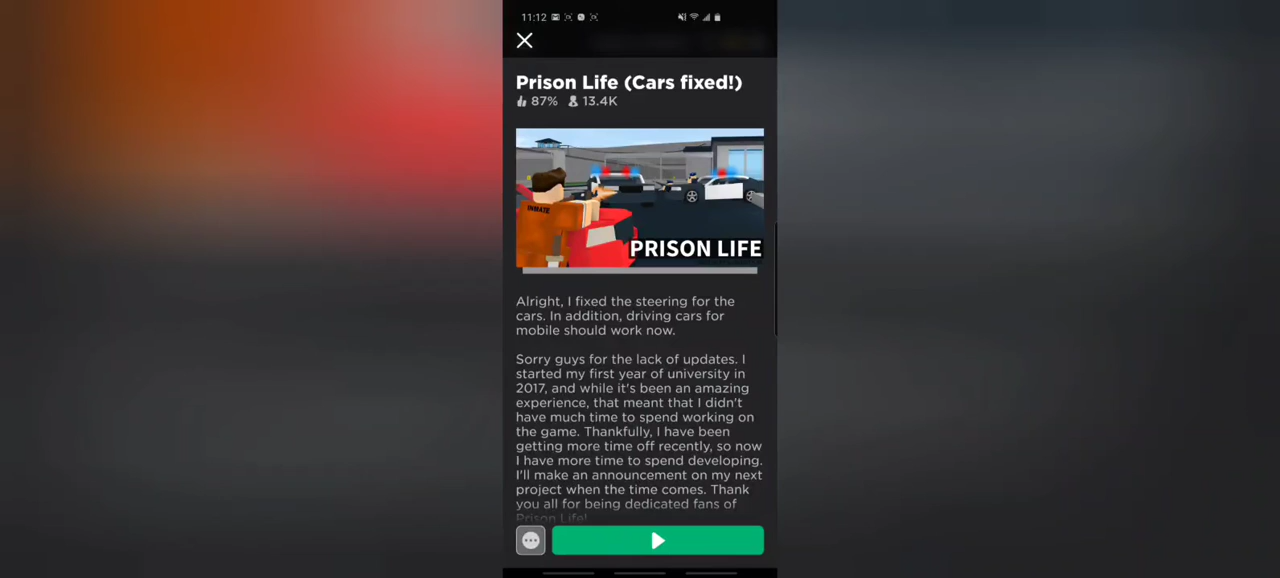 11:12
Prison Life (Cars fixed!)
87% 13.4K
INMATE
PRISON LIFE
Alright, I fixed the steering for the
cars. In addition, driving cars for
mobile should work now.
Sorry guys for the lack of updates. I
started my first year of university in
2017, and while it's been an amazing
experience, that meant that I didn't
have much time to spend working on
the game. Thankfully, I have been
getting more time off recently, so now
I have more time to spend developing.
I'll make an announcement on my next
project when the time comes. Thank
you all for being dedicated fans of
Prison Life!